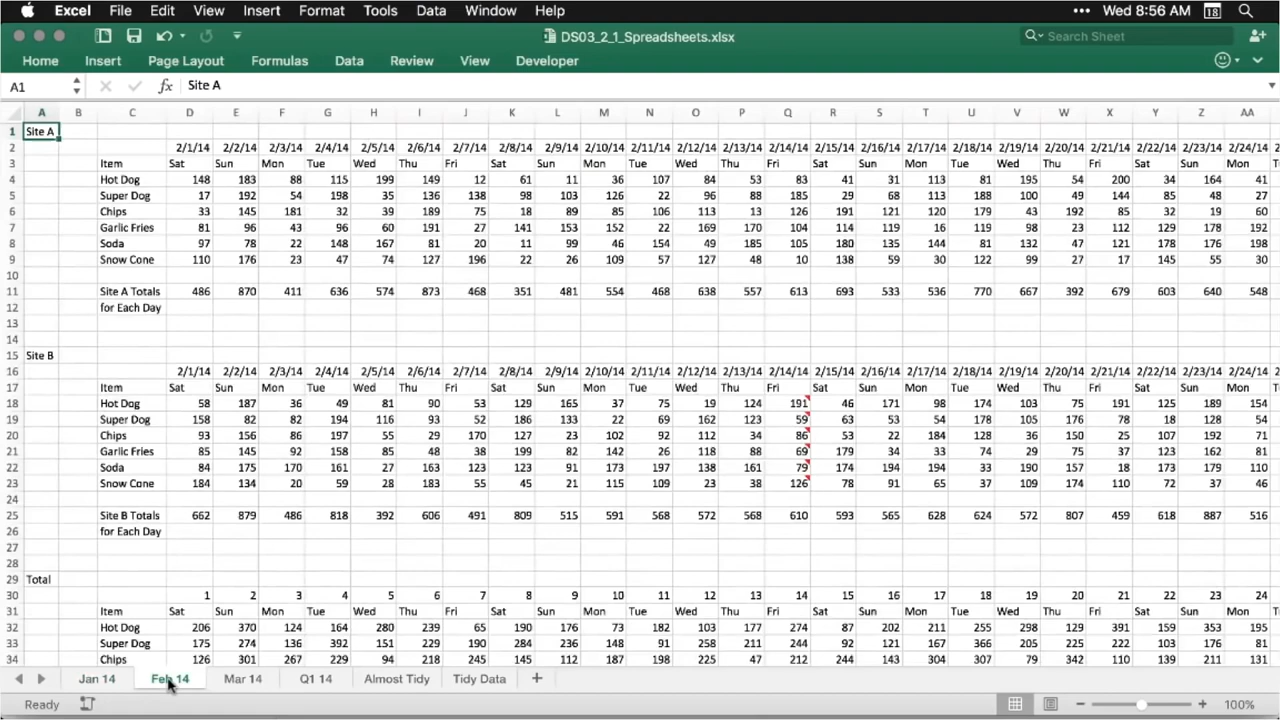 Excel File Edit View Insert Format Tools Data Window Help ••• Wed 8:56 AM 18
DS03_2_1_Spreadsheets.xlsx Search Sheet
Home Insert Page Layout Formulas Data Review View Developer
A1 fx Site A
A B C D E F G H I J K L M N O P Q R S T U V W X Y Z AA
1 Site A
2 2/1/14 2/2/14 2/3/14 2/4/14 2/5/14 2/6/14 2/7/14 2/8/14 2/9/14 2/10/14 2/11/14 2/12/14 2/13/14 2/14/14 2/15/14 2/16/14 2/17/14 2/18/14 2/19/14 2/20/14 2/21/14 2/22/14 2/23/14 2/24/14
3 Item Sat Sun Mon Tue Wed Thu Fri Sat Sun Mon Tue Wed Thu Fri Sat Sun Mon Tue Wed Thu Fri Sat Sun Mon
4 Hot Dog 148 183 88 115 199 149 12 61 11 36 107 84 53 83 41 31 113 81 195 54 200 34 164 41
5 Super Dog 17 192 54 198 35 136 138 98 103 126 22 96 88 185 29 68 113 188 100 49 144 85 48 27
6 Chips 33 145 181 32 39 189 75 18 89 85 106 113 13 126 191 121 120 179 43 192 85 32 19 60
7 Garlic Fries 81 96 43 96 60 191 27 141 153 152 22 169 170 104 114 119 16 119 98 23 112 129 178 192
8 Soda 97 78 22 148 167 81 20 11 99 46 154 49 185 105 180 135 144 81 132 47 121 178 176 198
9 Snow Cone 110 176 23 47 74 127 196 22 26 109 57 127 48 10 138 59 30 122 99 27 17 145 55 30
10
11 Site A Totals 486 870 411 636 574 873 468 351 481 554 468 638 557 613 693 533 536 770 667 392 679 603 640 548
12 for Each Day
13
14
15 Site B
16 2/1/14 2/2/14 2/3/14 2/4/14 2/5/14 2/6/14 2/7/14 2/8/14 2/9/14 2/10/14 2/11/14 2/12/14 2/13/14 2/14/14 2/15/14 2/16/14 2/17/14 2/18/14 2/19/14 2/20/14 2/21/14 2/22/14 2/23/14 2/24/14
17 Item Sat Sun Mon Tue Wed Thu Fri Sat Sun Mon Tue Wed Thu Fri Sat Sun Mon Tue Wed Thu Fri Sat Sun Mon
18 Hot Dog 58 187 36 49 81 90 53 129 165 37 75 19 124 191 46 171 98 174 103 75 191 125 189 154
19 Super Dog 158 82 82 194 116 93 52 186 133 22 69 162 123 59 63 53 54 178 105 176 78 18 128 54
20 Chips 93 156 86 197 55 29 170 127 23 102 92 112 34 86 53 22 184 128 36 150 25 107 192 71
21 Garlic Fries 85 145 92 158 85 48 38 199 82 142 26 118 88 69 179 34 33 74 29 75 37 123 162 81
22 Soda 84 175 170 161 27 163 123 123 91 173 197 138 161 79 174 194 194 33 190 157 18 173 179 110
23 Snow Cone 184 134 20 59 28 183 55 45 21 115 109 23 38 126 78 91 65 37 109 174 110 72 37 46
24
25 Site B Totals 662 879 486 818 392 606 491 809 515 591 568 572 568 610 593 565 628 624 572 807 459 618 887 516
26 for Each Day
27
28
29 Total
30 1 2 3 4 5 6 7 8 9 10 11 12 13 14 15 16 17 18 19 20 21 22 23 24
31 Item Sat Sun Mon Tue Wed Thu Fri Sat Sun Mon Tue Wed Thu Fri Sat Sun Mon Tue Wed Thu Fri Sat Sun Mon
32 Hot Dog 206 370 124 164 280 239 65 190 176 73 182 103 177 274 87 202 211 255 298 129 391 159 353 195
33 Super Dog 175 274 136 392 151 229 190 284 236 148 91 258 211 244 92 121 167 366 205 225 222 103 176 81
34 Chips 126 301 267 229 94 218 245 145 112 187 198 225 47 212 244 143 304 307 79 342 110 139 211 131
Jan 14 Feb 14 Mar 14 Q1 14 Almost Tidy Tidy Data +
Ready 100%